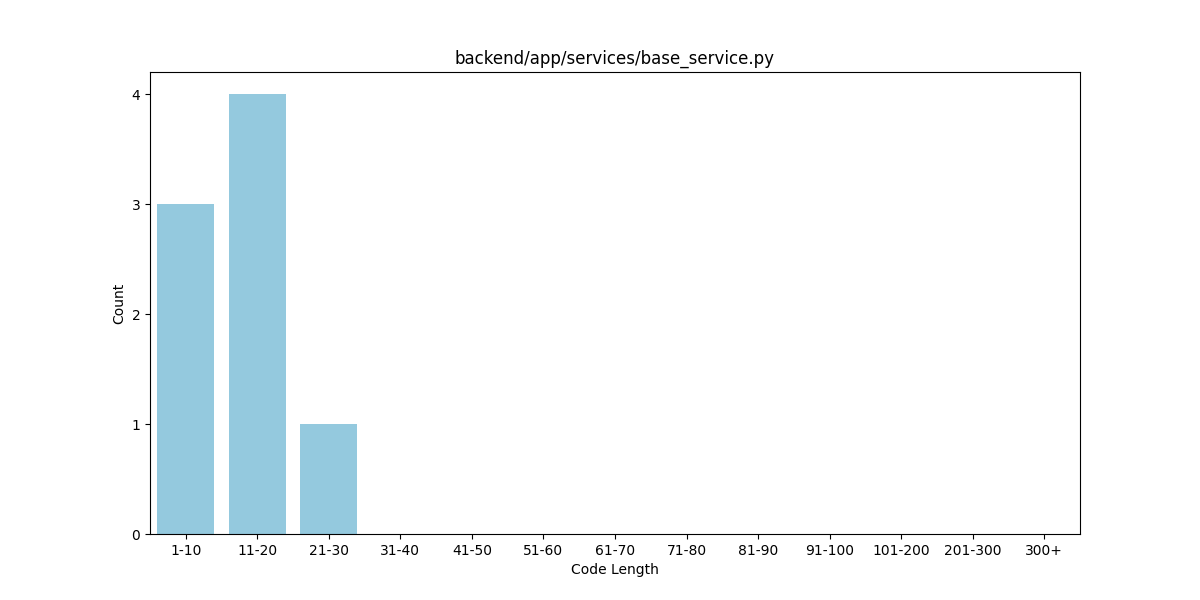 backend/app/services/base_service.py
4
3
2
1
0
Count
1-10 11-20 21-30 31-40 41-50 51-60 61-70 71-80 81-90 91-100 101-200 201-300 300+
Code Length